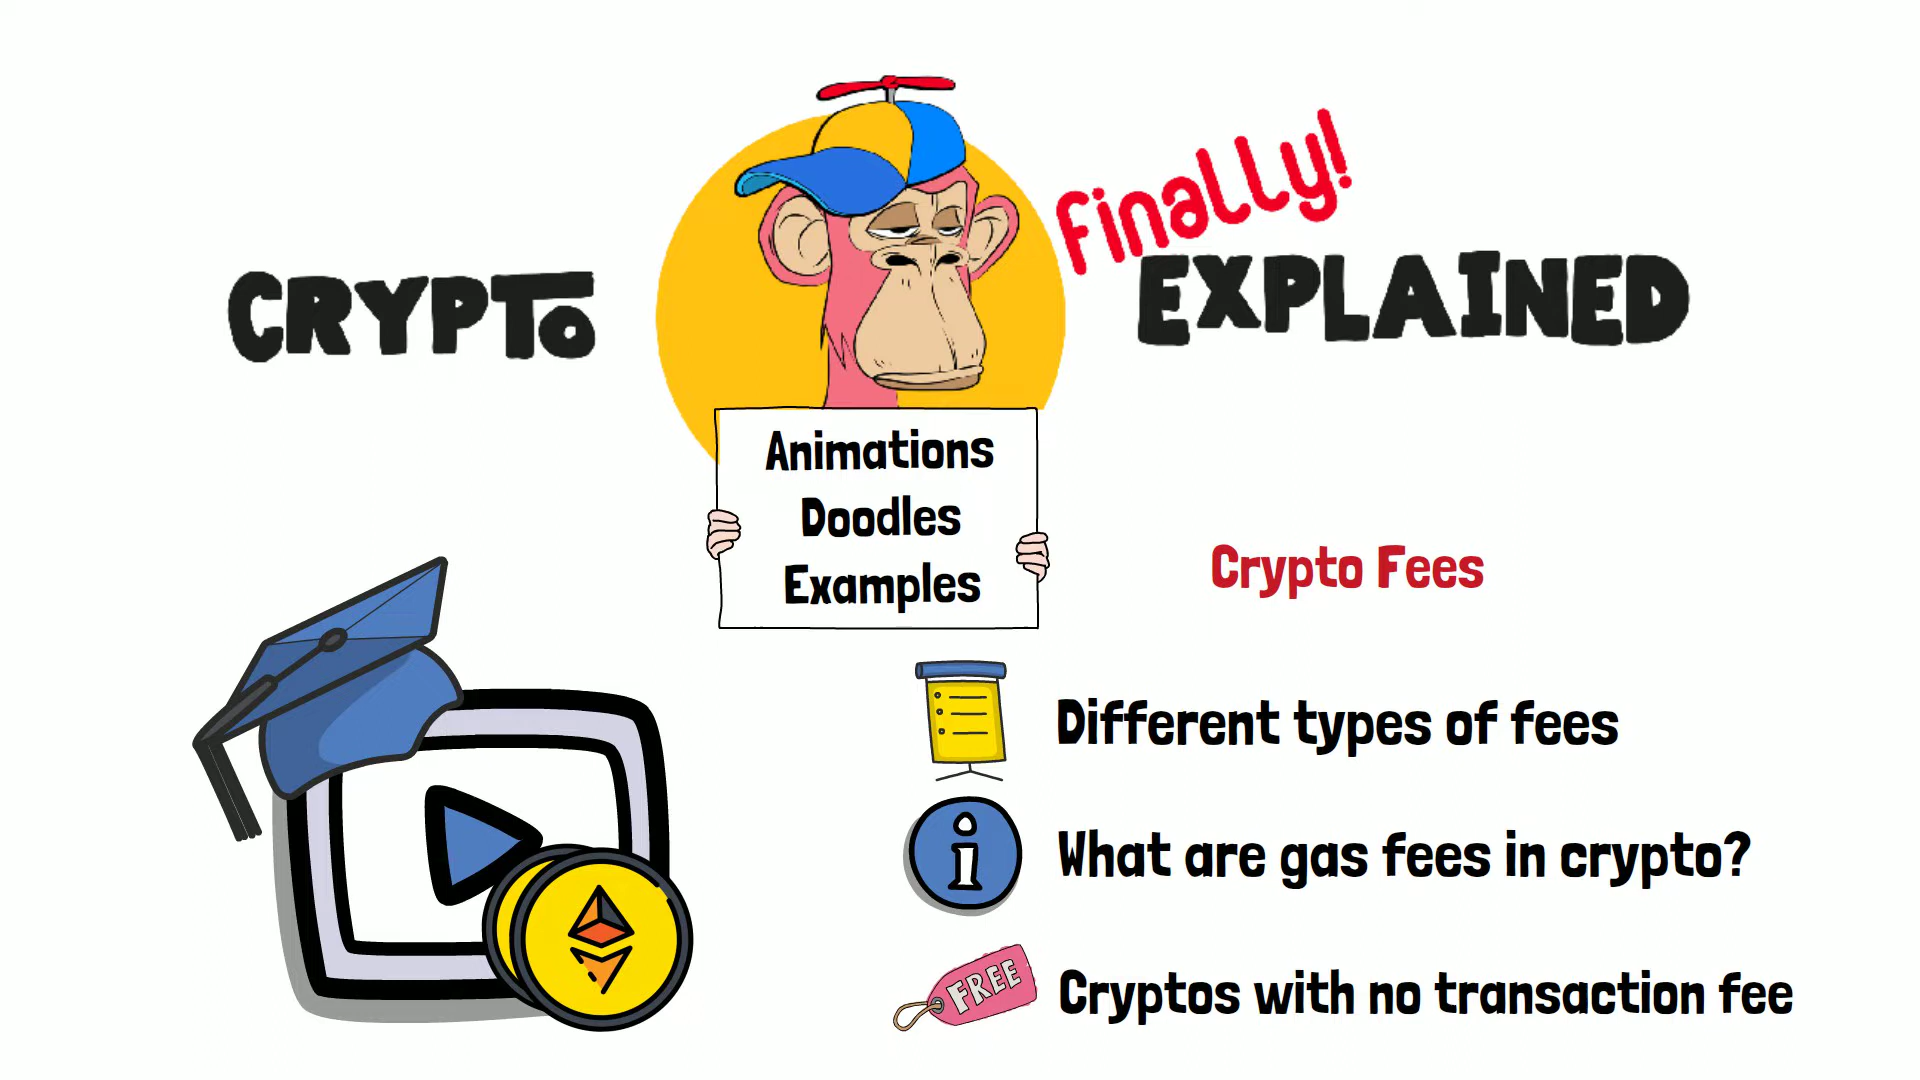 CRYPTO
Finally!
EXPLAINED
Animations
Doodles
Examples
Crypto Fees
Different types of fees
What are gas fees in crypto?
FREE
Cryptos with no transaction fee